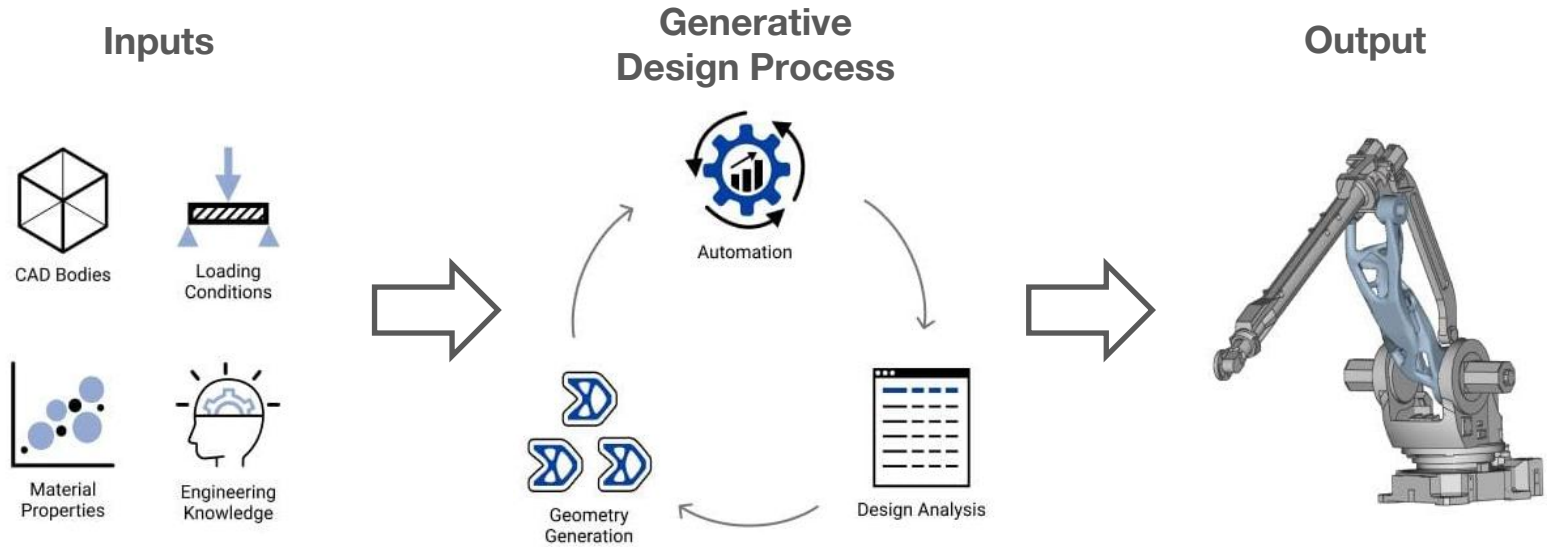 Inputs
Generative
Design Process
Output
CAD Bodies
Loading
Conditions
Material
Properties
Engineering
Knowledge
Automation
Design Analysis
Geometry
Generation